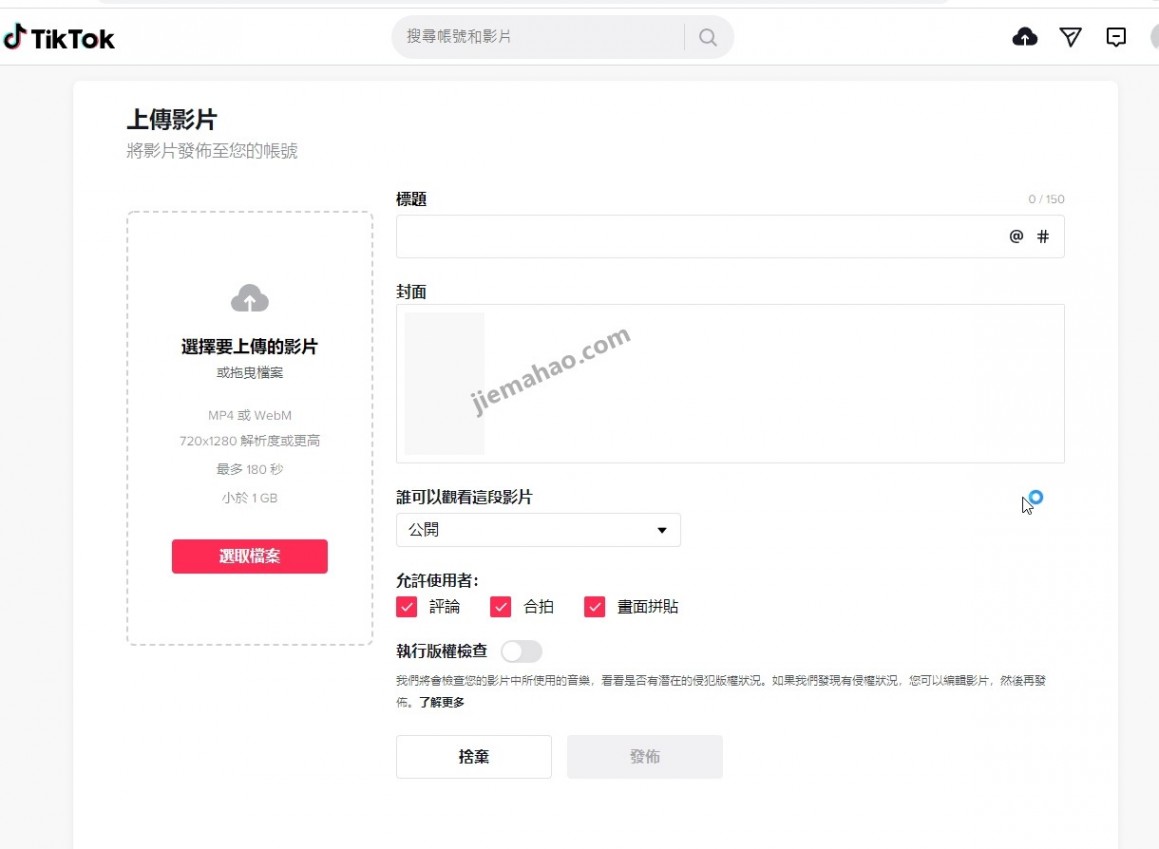 TikTok
搜尋帳號和影片
上傳影片
將影片發佈至您的帳號
選擇要上傳的影片
或拖曳檔案
MP4 或 WebM
720x1280 解析度或更高
最多 180 秒
小於 1 GB
選取檔案
標題
0 / 150
@ #
封面
jiemahao.com
誰可以觀看這段影片
公開
允許使用者：
評論 合拍 畫面拼貼
執行版權檢查
我們將會檢查您的影片中所使用的音樂，看看是否有潛在的侵犯版權狀況。如果我們發現有侵權狀況，您可以編輯影片，然後再發
佈。了解更多
捨棄
發佈